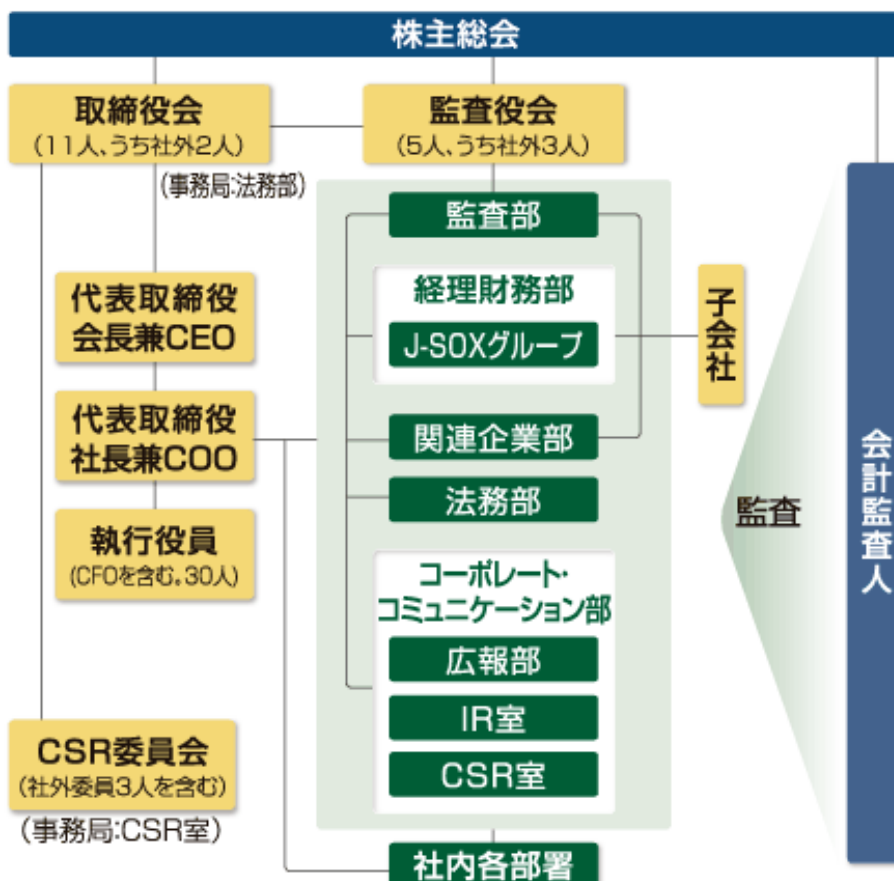 株主総会
取締役会
(11人、うち社外2人)
(事務局:法務部)
監査役会
(5人、うち社外3人)
代表取締役
会長兼CEO
代表取締役
社長兼COO
執行役員
(CFOを含む。30人)
CSR委員会
(社外委員3人を含む)
(事務局:CSR室)
監査部
経理財務部
J-SOXグループ
関連企業部
法務部
コーポレート・
コミュニケーション部
広報部
IR室
CSR室
社内各部署
子会社
監査
会計監査人